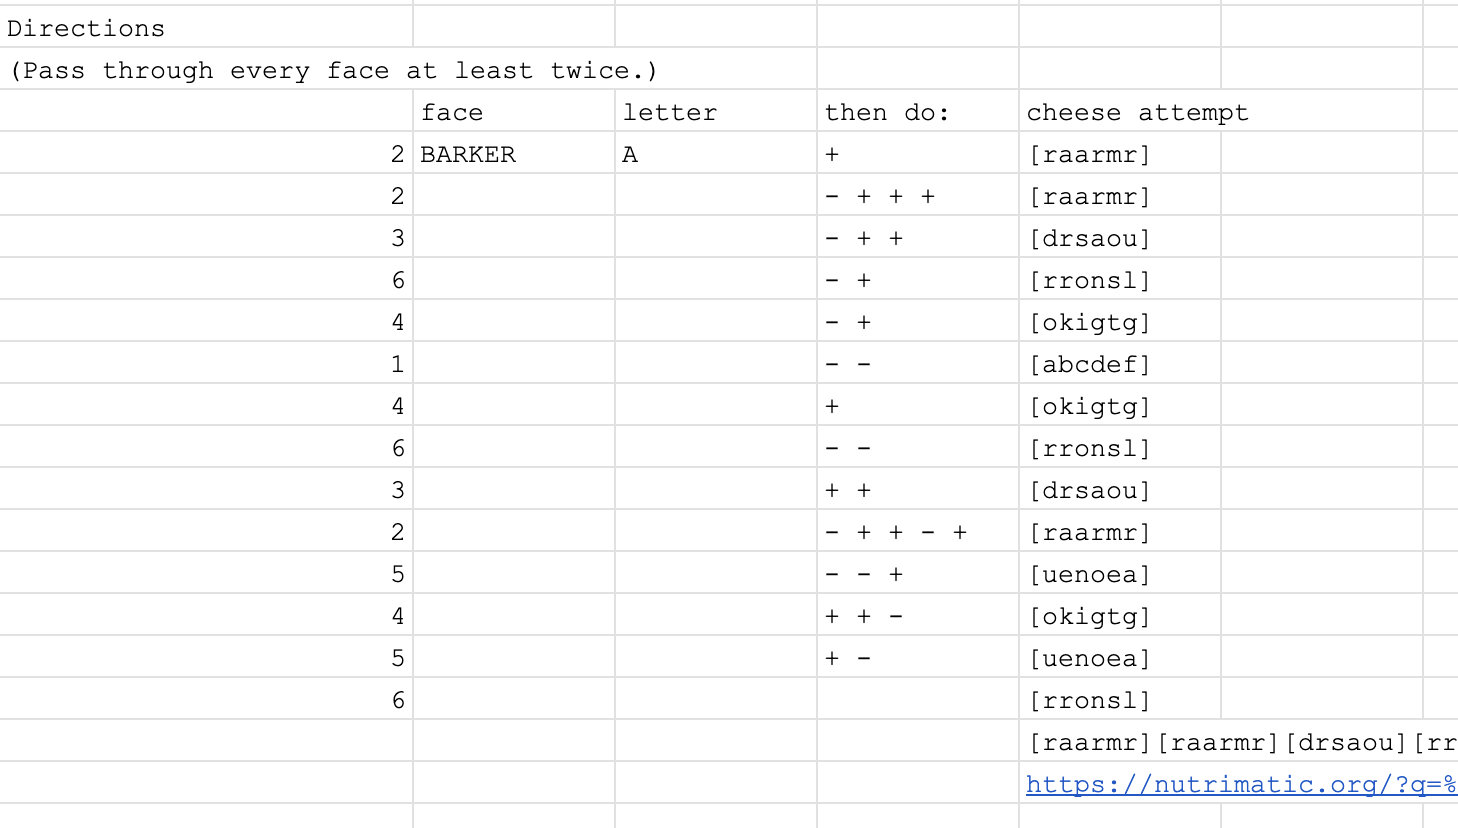 Directions
(Pass through every face at least twice.)
face letter then do: cheese attempt
2 BARKER A + [raarmr]
2 - + + + [raarmr]
3 - + + [drsaou]
6 - + [rronsl]
4 - + [okigtg]
1 - - [abcdef]
4 + [okigtg]
6 - - [rronsl]
3 + + [drsaou]
2 - + + - + [raarmr]
5 - - + [uenoea]
4 + + - [okigtg]
5 + - [uenoea]
6 [rronsl]
[raarmr][raarmr][drsaou][rr
https://nutrimatic.org/?q=%